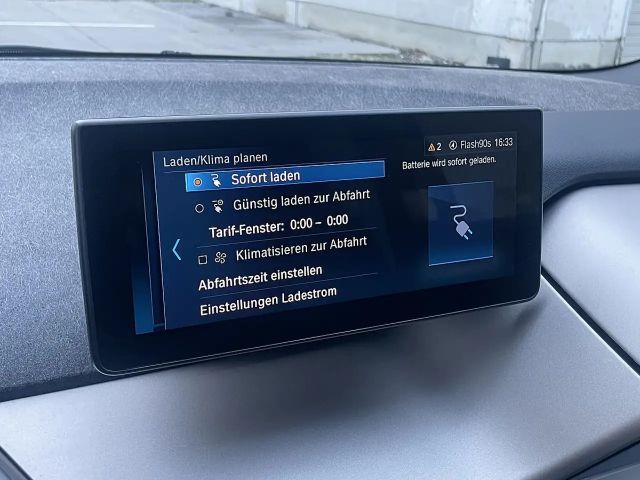 Laden/Klima planen
2 Flash90s 16:33
Sofort laden
Batterie wird sofort geladen.
Günstig laden zur Abfahrt
Tarif-Fenster: 0:00 – 0:00
Klimatisieren zur Abfahrt
Abfahrtszeit einstellen
Einstellungen Ladestrom